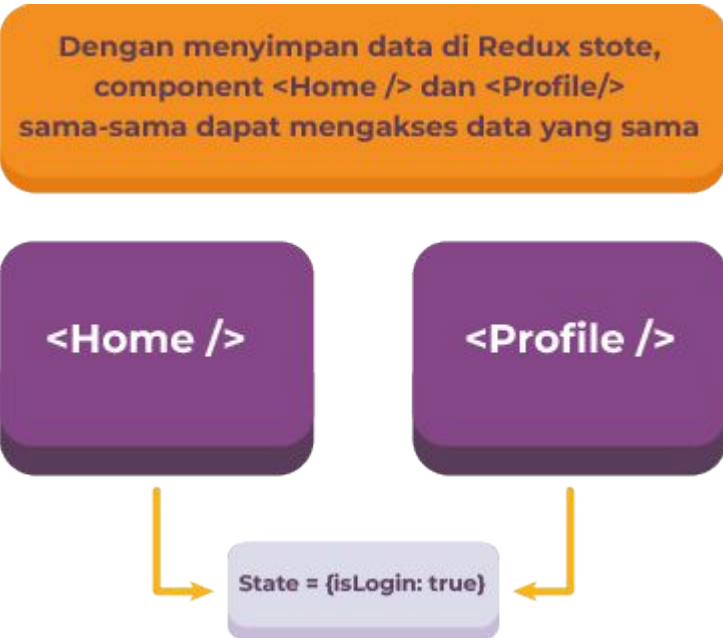 Dengan menyimpan data di Redux stote,
component <Home /> dan <Profile/>
sama-sama dapat mengakses data yang sama
<Home />
<Profile />
State = {isLogin: true}